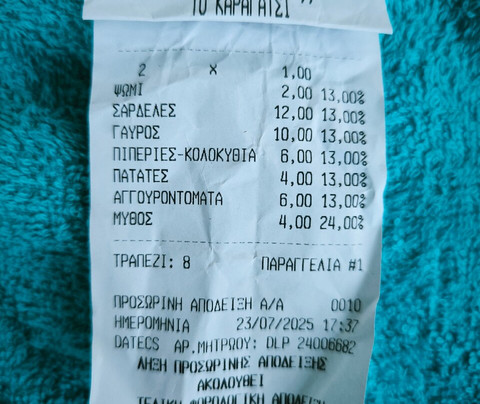 ΤΟ ΚΑΡΑΓΑΤΣΙ ’’
2 X 1,00
ΨΩΜΙ 2,00 13,00%
ΣΑΡΔΕΛΕΣ 12,00 13,00%
ΓΑΥΡΟΣ 10,00 13,00%
ΠΙΠΕΡΙΕΣ-ΚΟΛΟΚΥΘΙΑ 6,00 13,00%
ΠΑΤΑΤΕΣ 4,00 13,00%
ΑΓΓΟΥΡΟΝΤΟΜΑΤΑ 6,00 13,00%
ΜΥΘΟΣ 4,00 24,00%
ΤΡΑΠΕΖΙ: 8 ΠΑΡΑΓΓΕΛΙΑ #1
ΠΡΟΣΩΡΙΝΗ ΑΠΟΔΕΙΞΗ Α/Α 0010
ΗΜΕΡΟΜΗΝΙΑ 23/07/2025 17:37
DATECS ΑΡ.ΜΗΤΡΩΟΥ: DLP 24006682
ΛΗΞΗ ΠΡΟΣΩΡΙΝΗΣ ΑΠΟΔΕΙΞΗΣ
ΑΚΟΛΟΥΘΕΙ
ΤΕΛΙΚΗ ΦΟΡΟΛΟΓΙΚΗ ΑΠΟΔΕΙΞΗ